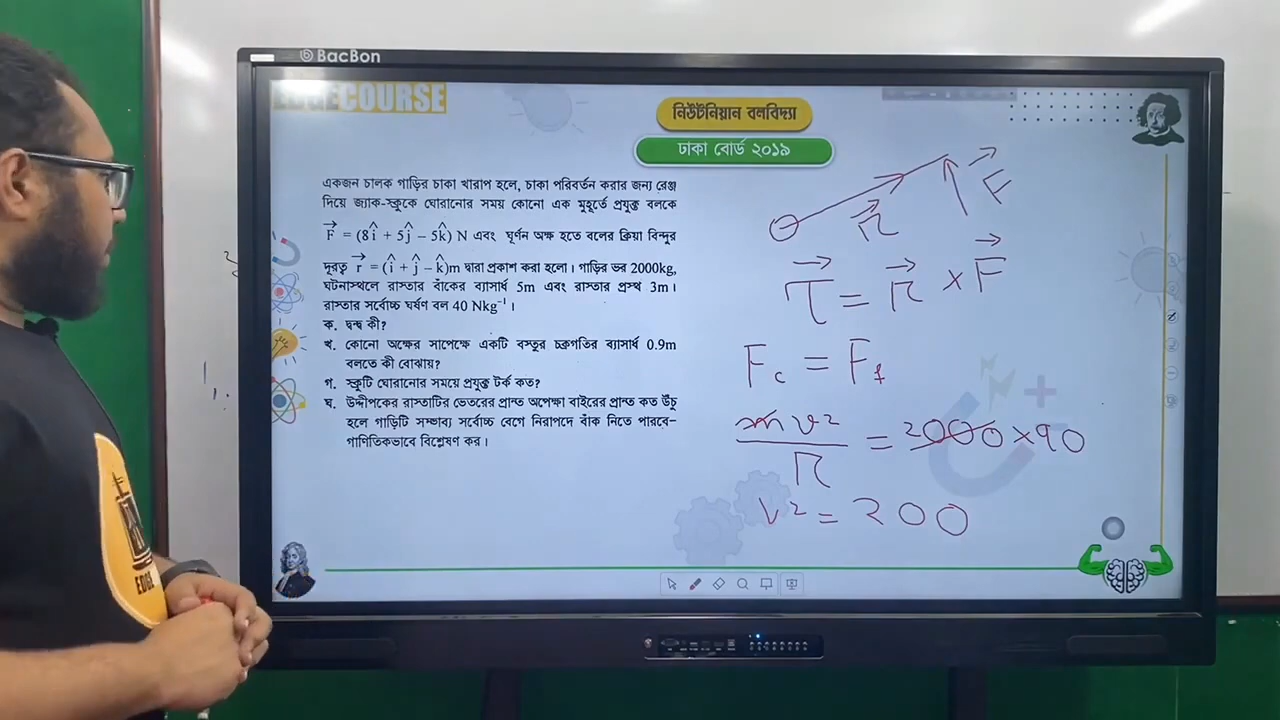 BacBon
EDGECOURSE
নিউটনিয়ান বলবিদ্যা
ঢাকা বোর্ড ২০১৯
একজন চালক গাড়ির চাকা খারাপ হলে, চাকা পরিবর্তন করার জন্য রেঞ্জ
দিয়ে জ্যাক-স্ক্রুকে ঘোরানোর সময় কোনো এক মুহূর্তে প্রযুক্ত বলকে
F⃗ = (8î + 5ĵ – 5k̂) N এবং ঘূর্ণন অক্ষ হতে বলের ক্রিয়া বিন্দুর
দূরত্ব r⃗ = (î + ĵ – k̂)m দ্বারা প্রকাশ করা হলো। গাড়ির ভর 2000kg,
ঘটনাস্থলে রাস্তার বাঁকের ব্যাসার্ধ 5m এবং রাস্তার প্রস্থ 3m।
রাস্তার সর্বোচ্চ ঘর্ষণ বল 40 Nkg⁻¹।
ক. দ্বন্দ্ব কী?
খ. কোনো অক্ষের সাপেক্ষে একটি বস্তুর চক্রগতির ব্যাসার্ধ 0.9m
বলতে কী বোঝায়?
গ. স্ক্রুটি ঘোরানোর সময়ে প্রযুক্ত টর্ক কত?
ঘ. উদ্দীপকের রাস্তাটির ভেতরের প্রান্ত অপেক্ষা বাইরের প্রান্ত কত উঁচু
হলে গাড়িটি সম্ভাব্য সর্বোচ্চ বেগে নিরাপদে বাঁক নিতে পারবে–
গাণিতিকভাবে বিশ্লেষণ কর।
r⃗ F⃗
τ⃗ = r⃗ × F⃗
Fc = Ff
mv²/r = 2000×40
v² = 200
EDGE